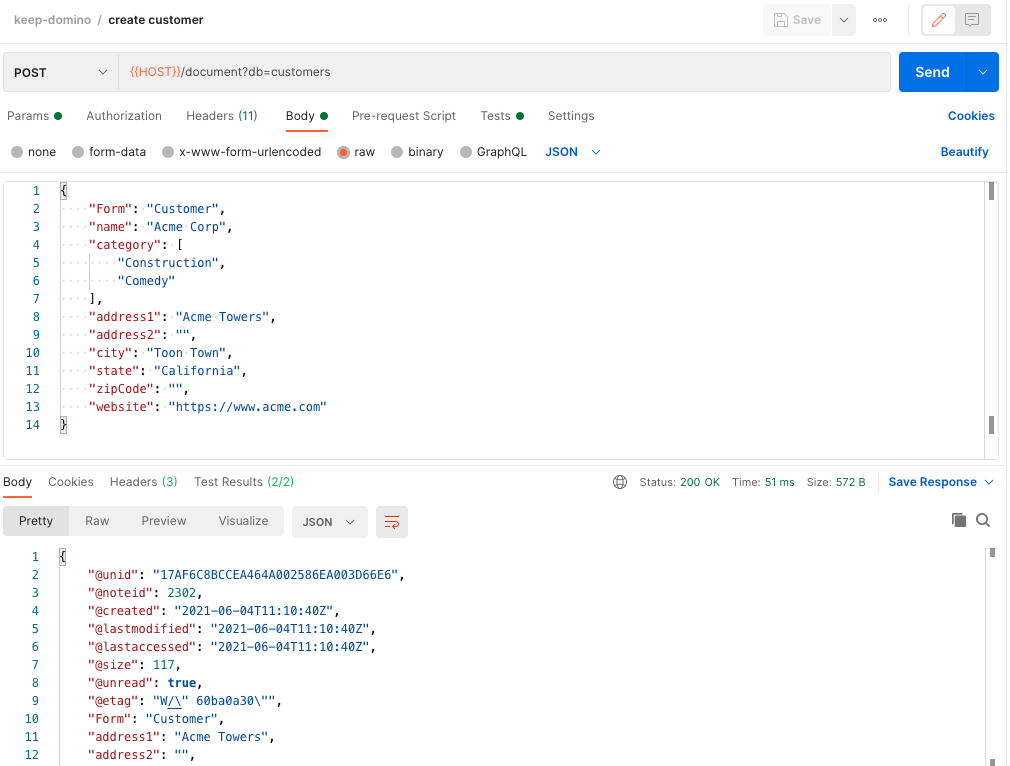 keep-domino / create customer
Save
POST
{{HOST}}/document?db=customers
Send
Params Authorization Headers (11) Body Pre-request Script Tests Settings Cookies
none form-data x-www-form-urlencoded raw binary GraphQL JSON Beautify
1 {
2 "Form": "Customer",
3 "name": "Acme Corp",
4 "category": [
5 "Construction",
6 "Comedy"
7 ],
8 "address1": "Acme Towers",
9 "address2": "",
10 "city": "Toon Town",
11 "state": "California",
12 "zipCode": "",
13 "website": "https://www.acme.com"
14 }
Body Cookies Headers (3) Test Results (2/2) Status: 200 OK Time: 51 ms Size: 572 B Save Response
Pretty Raw Preview Visualize JSON
1 {
2 "@unid": "17AF6C8BCCEA464A002586EA003D66E6",
3 "@noteid": 2302,
4 "@created": "2021-06-04T11:10:40Z",
5 "@lastmodified": "2021-06-04T11:10:40Z",
6 "@lastaccessed": "2021-06-04T11:10:40Z",
7 "@size": 117,
8 "@unread": true,
9 "@etag": "W/\" 60ba0a30\"",
10 "Form": "Customer",
11 "address1": "Acme Towers",
12 "address2": "",